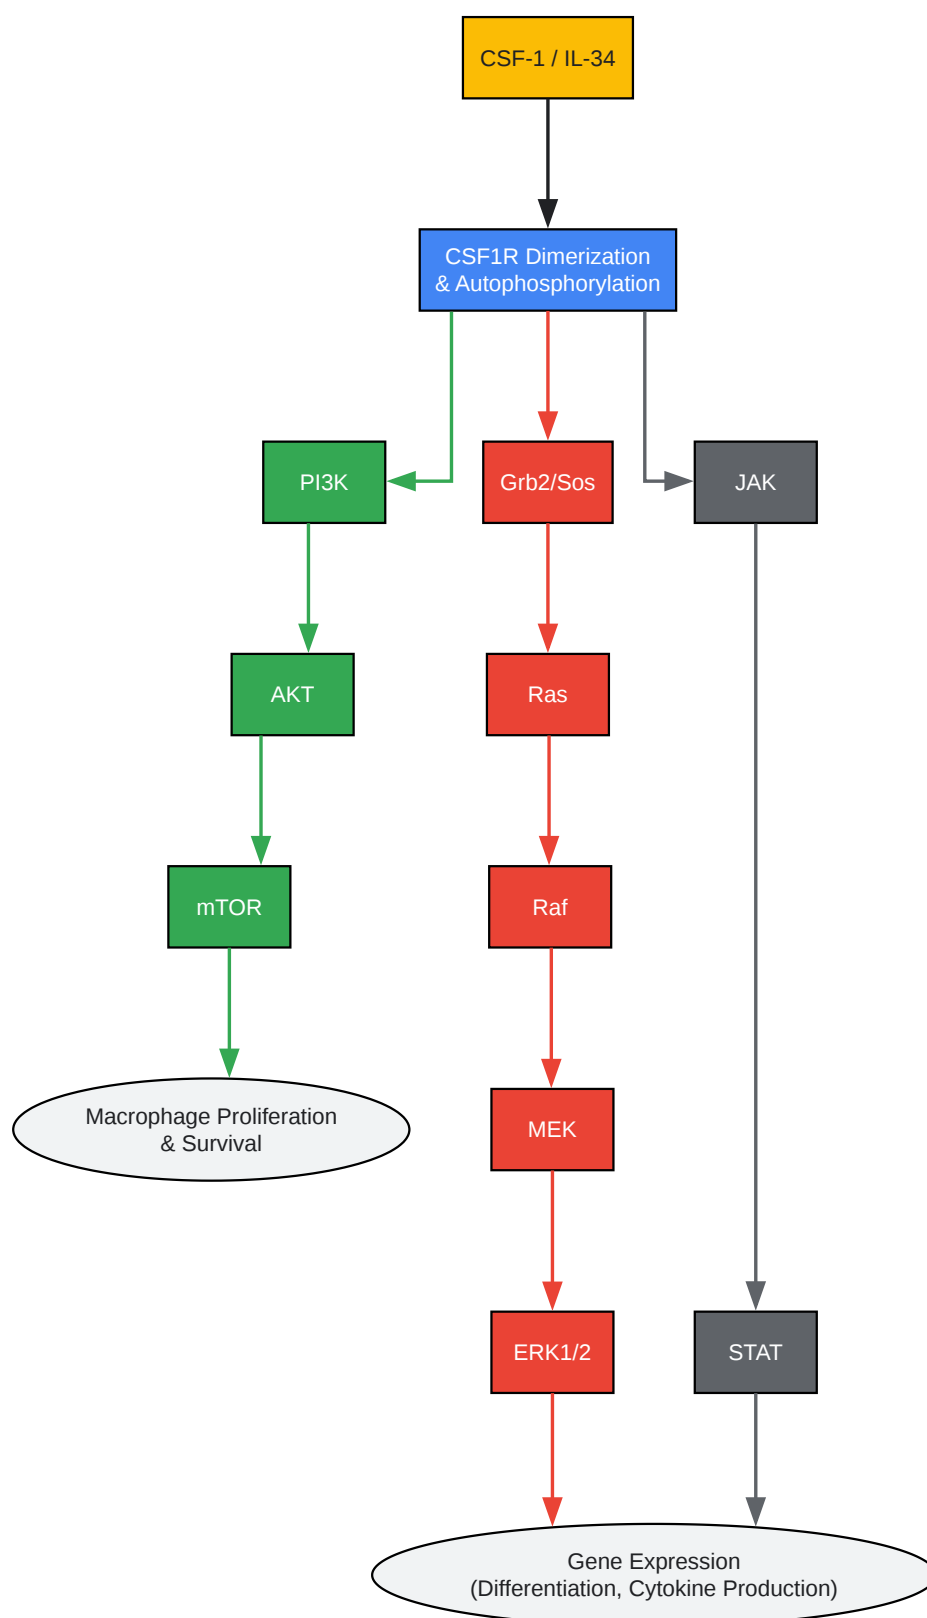 CSF-1 / IL-34
CSF1R Dimerization
& Autophosphorylation
PI3K
Grb2/Sos
JAK
AKT
Ras
mTOR
Raf
Macrophage Proliferation
& Survival
MEK
ERK1/2
STAT
Gene Expression
(Differentiation, Cytokine Production)